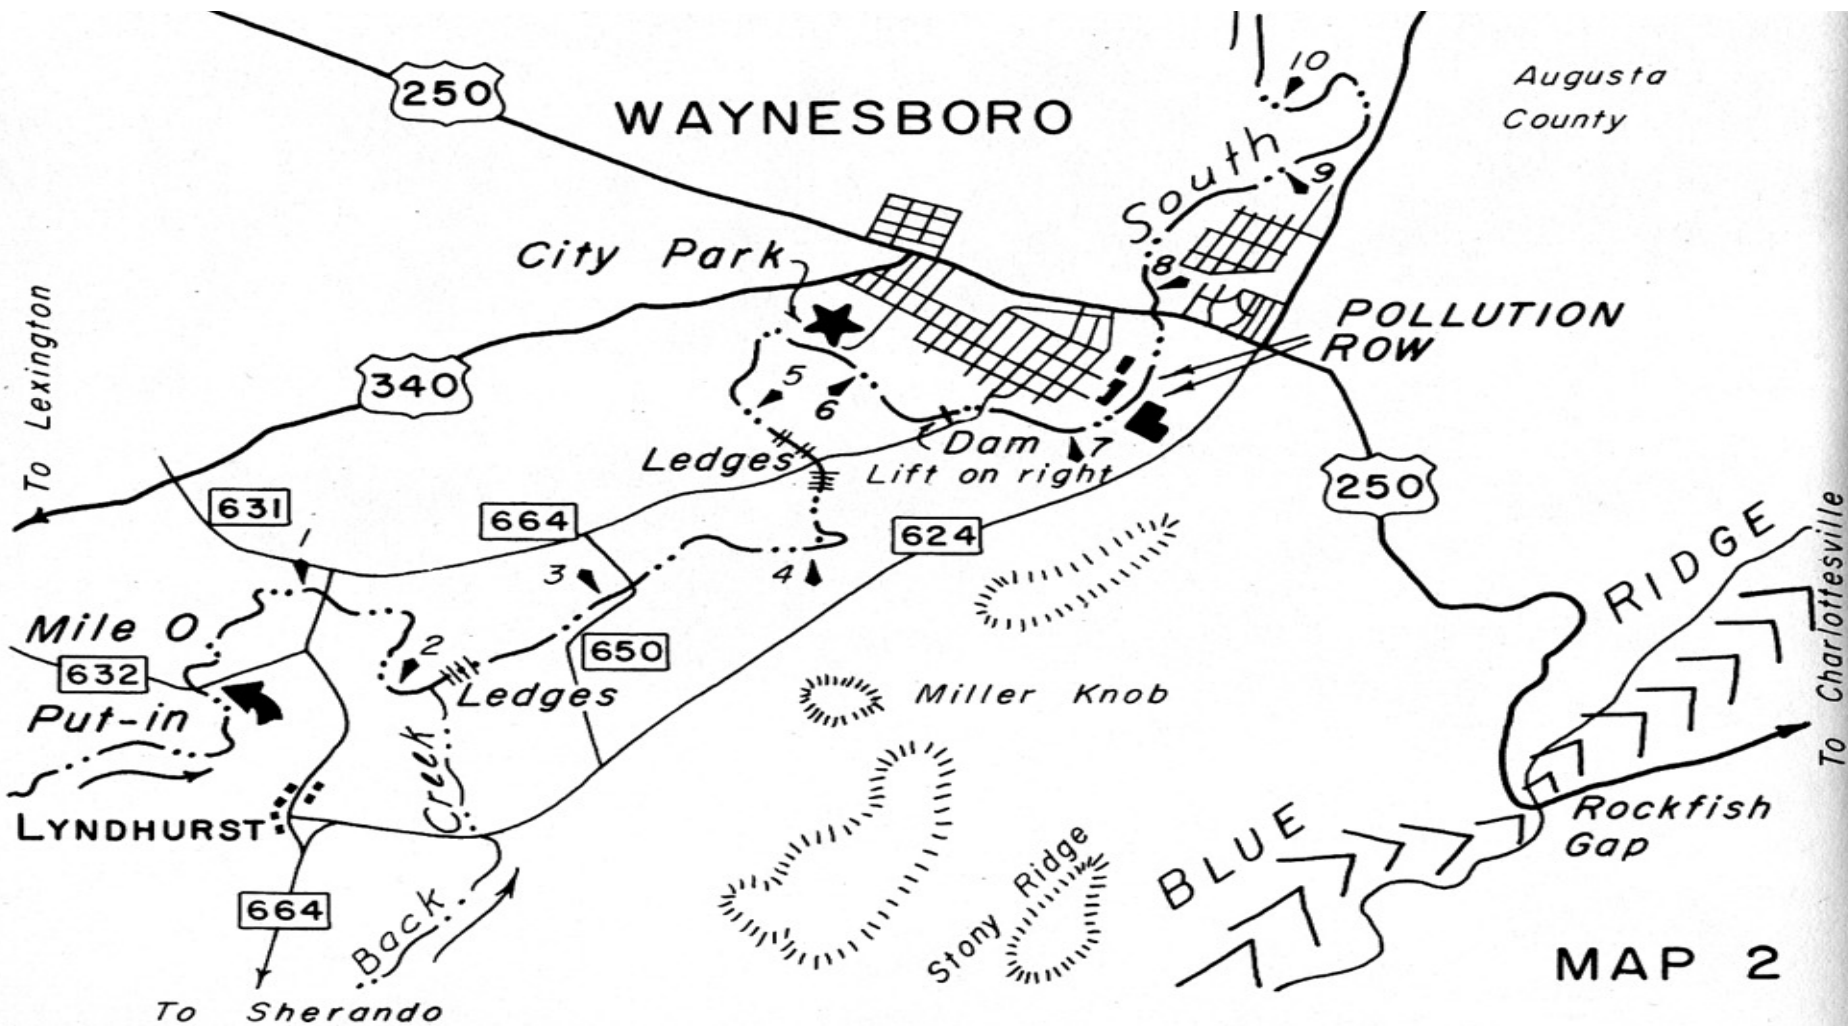 10
Augusta
County
250
WAYNESBORO
South
9
City Park
8
To Lexington
POLLUTION
ROW
340
5
6
Dam
7
Ledges
Lift on right
250
631
664
624
RIDGE
1
3
4
To Charlottesville
Mile 0
2
650
632
Ledges
Miller Knob
Put-in
Creek
LYNDHURST
BLUE
Rockfish
Gap
Stony Ridge
664
Back
MAP 2
To Sherando